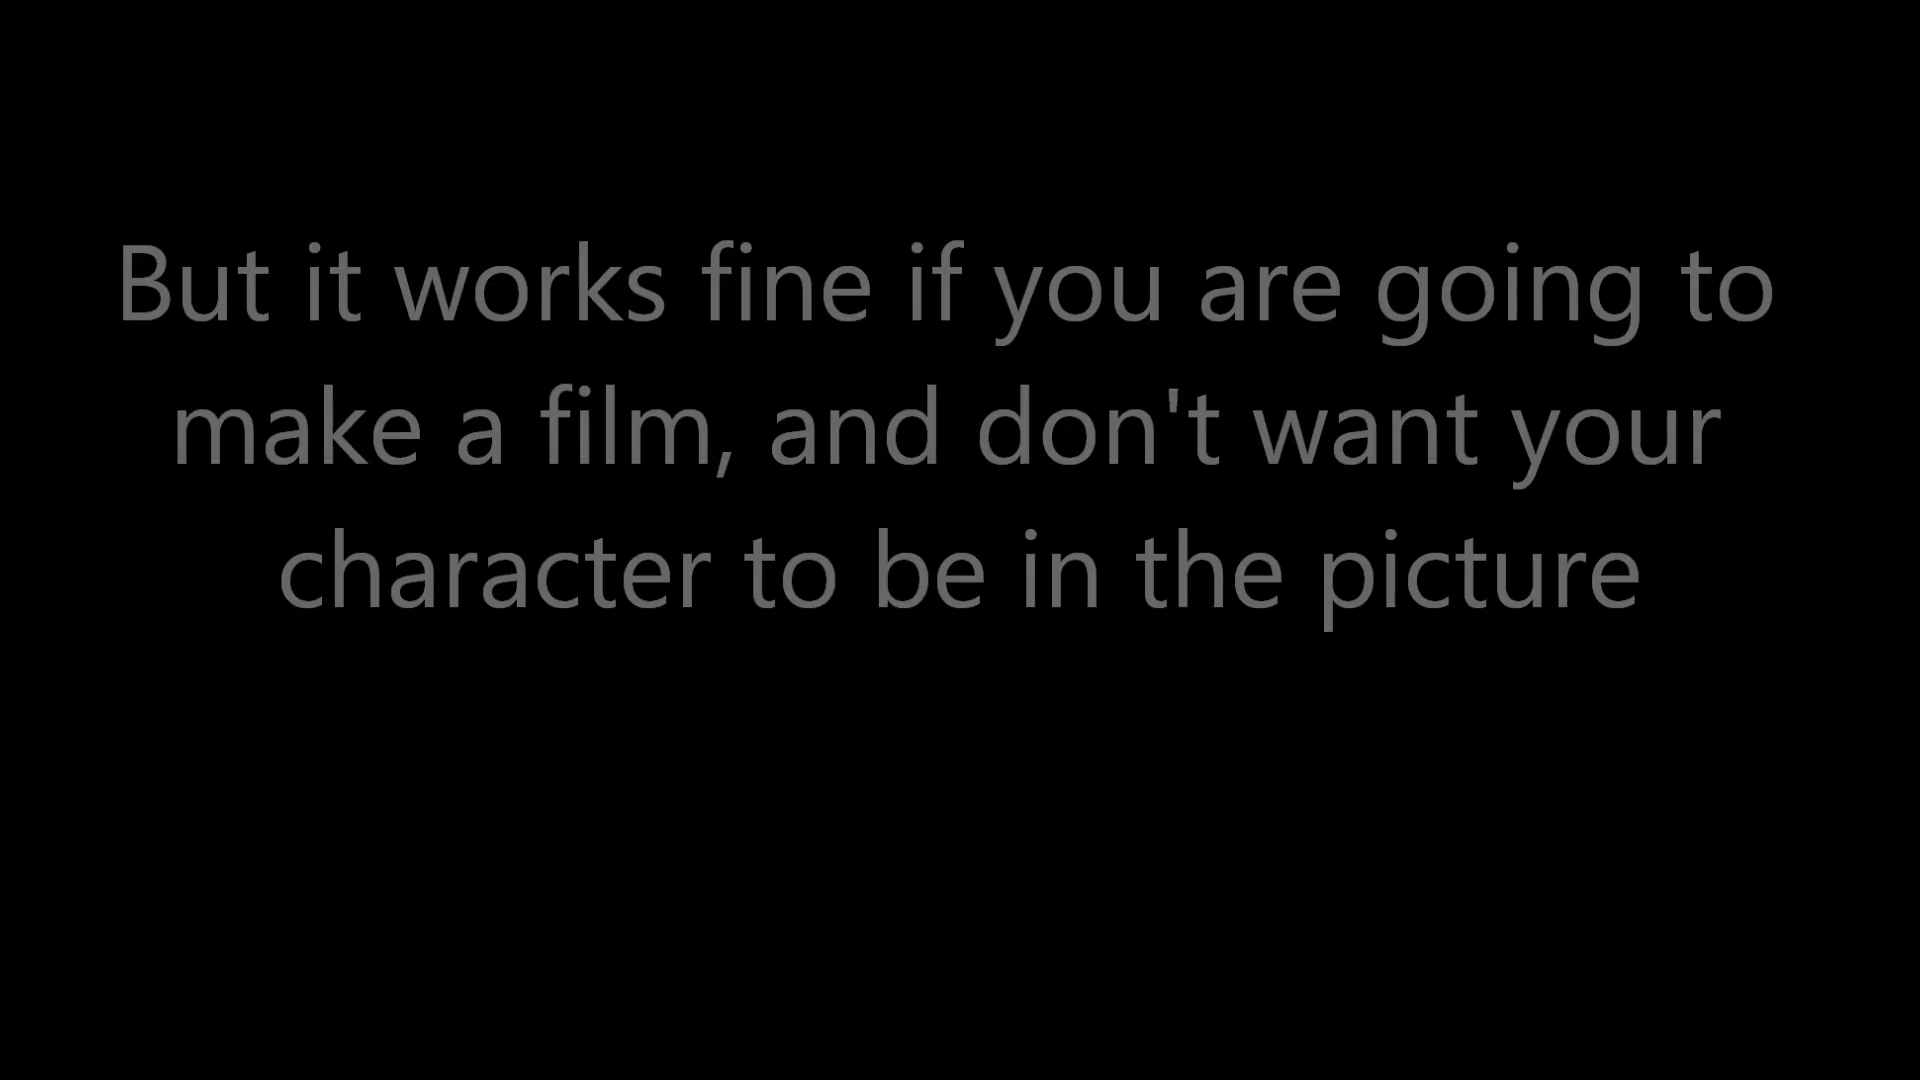 But it works fine if you are going to
make a film, and don't want your
character to be in the picture